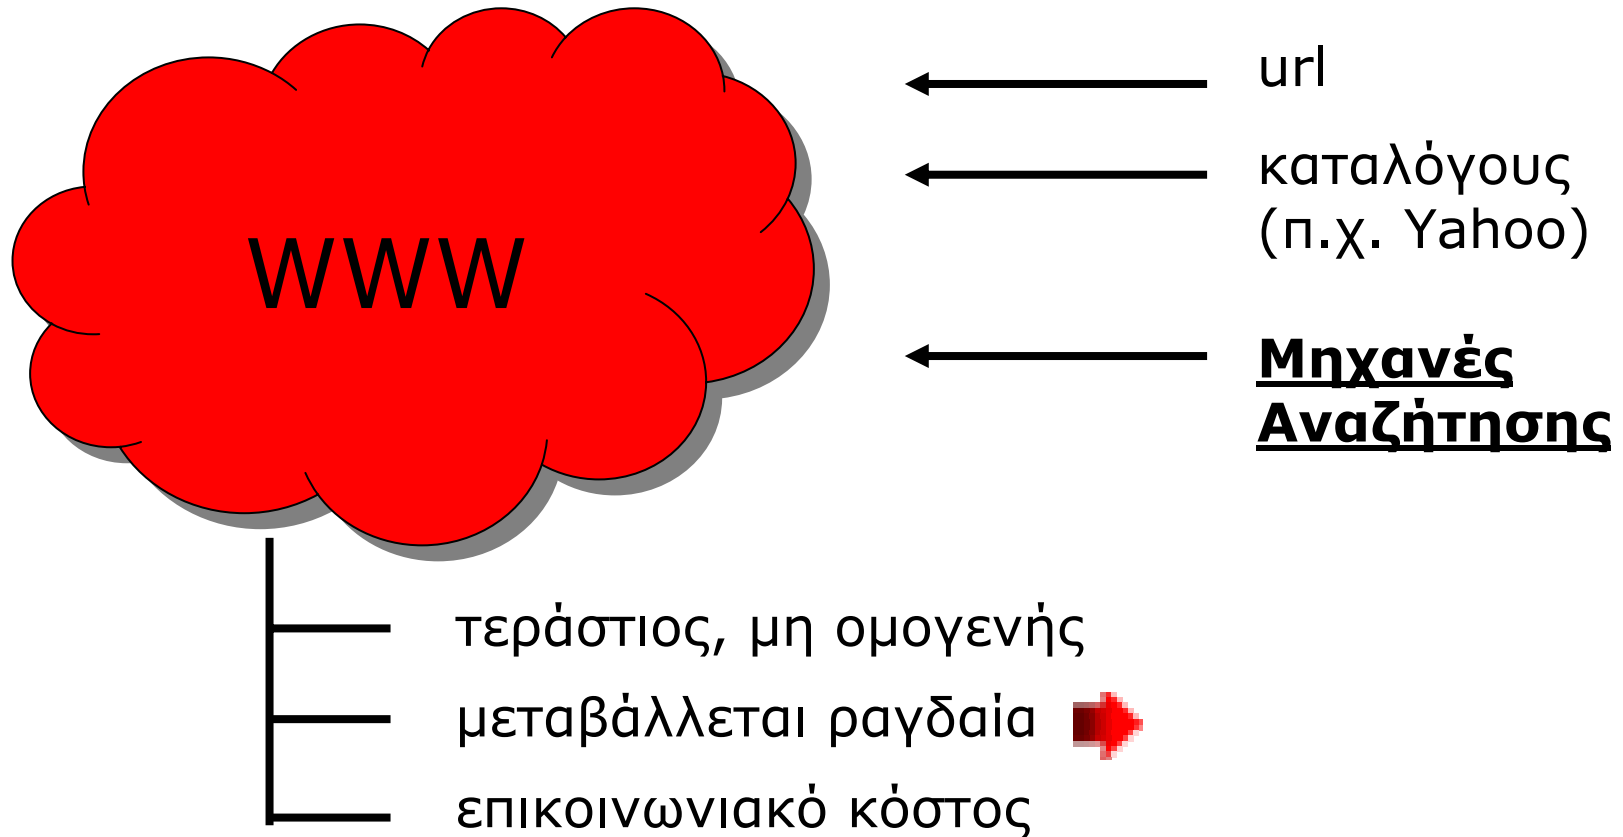 WWW
url
καταλόγους
(π.χ. Yahoo)
Μηχανές
Αναζήτησης
τεράστιος, μη ομογενής
μεταβάλλεται ραγδαία
επικοινωνιακό κόστος